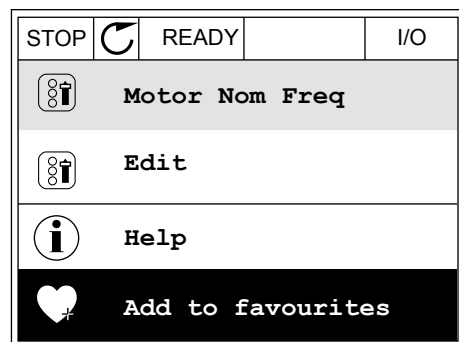 STOP READY I/O
Motor Nom Freq
Edit
Help
Add to favourites